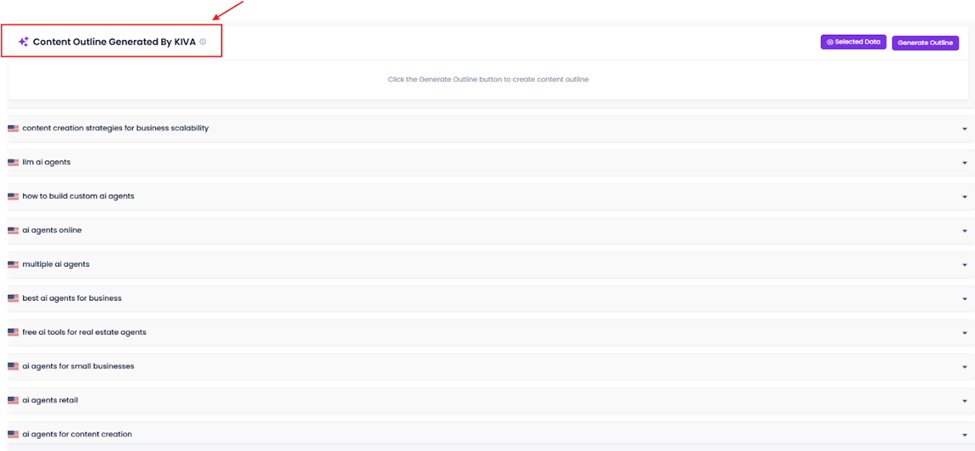 Content Outline Generated By KIVA
Selected Data
Generate Outline
Click the Generate Outline button to create content outline
content creation strategies for business scalability
llm ai agents
how to build custom ai agents
ai agents online
multiple ai agents
best ai agents for business
free ai tools for real estate agents
ai agents for small businesses
ai agents retail
ai agents for content creation